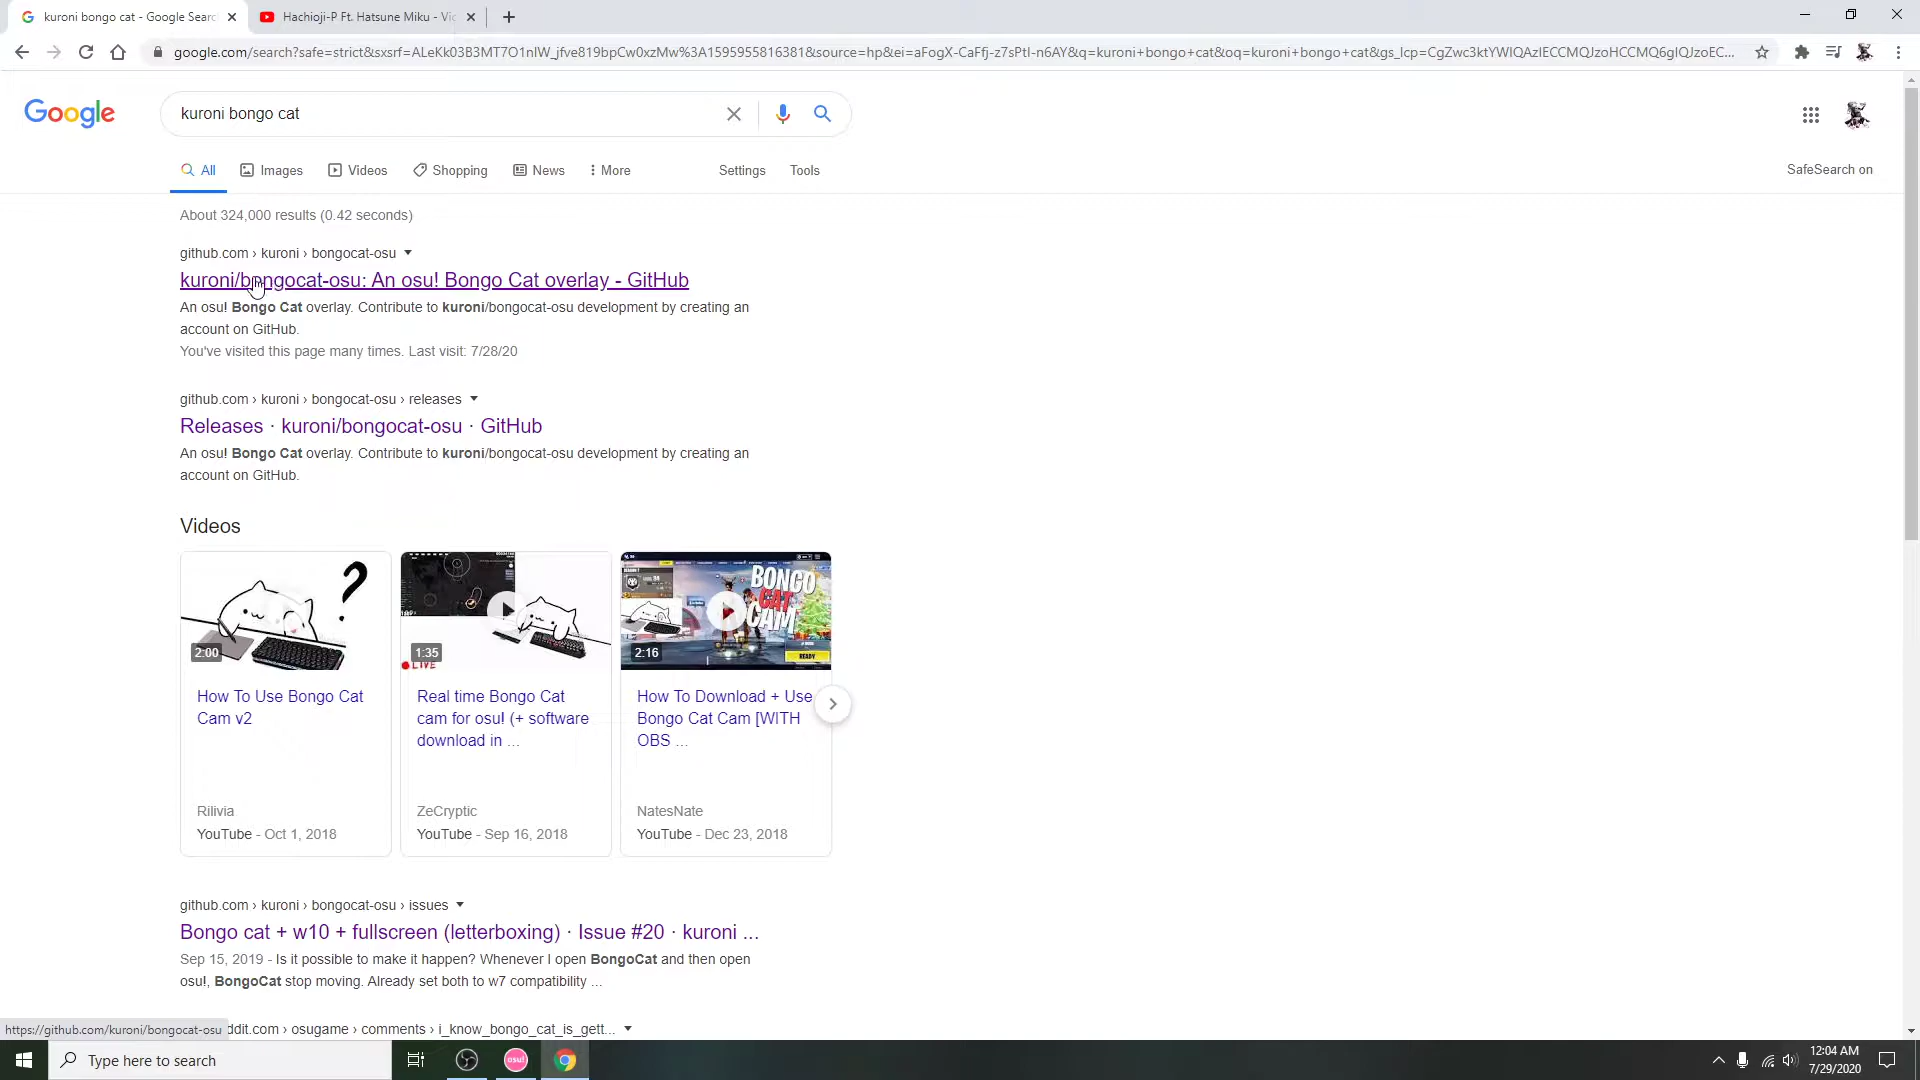 kuroni bongo cat - Google Searc
Hachioji-P Ft. Hatsune Miku - Vi
google.com/search?safe=strict&sxsrf=ALeKk03B3MT7O1nIW_jfve819bpCw0xzMw%3A1595955816381&source=hp&ei=aFogX-CaFfj-z7sPtI-n6AY&q=kuroni+bongo+cat&oq=kuroni+bongo+cat&gs_lcp=CgZwc3ktYWIQAzIECCMQJzoHCCMQ6gIQJzoEC...
Google
kuroni bongo cat
All
Images
Videos
Shopping
News
More
Settings
Tools
SafeSearch on
About 324,000 results (0.42 seconds)
github.com › kuroni › bongocat-osu
kuroni/bongocat-osu: An osu! Bongo Cat overlay - GitHub
An osu! Bongo Cat overlay. Contribute to kuroni/bongocat-osu development by creating an
account on GitHub.
You've visited this page many times. Last visit: 7/28/20
github.com › kuroni › bongocat-osu › releases
Releases · kuroni/bongocat-osu · GitHub
An osu! Bongo Cat overlay. Contribute to kuroni/bongocat-osu development by creating an
account on GitHub.
Videos
?
2:00
How To Use Bongo Cat
Cam v2
Rilivia
YouTube - Oct 1, 2018
1:35
LIVE
Real time Bongo Cat
cam for osu! (+ software
download in ...
ZeCryptic
YouTube - Sep 16, 2018
BONGO
CAT
CAM
READY
2:16
How To Download + Use
Bongo Cat Cam [WITH
OBS ...
NatesNate
YouTube - Dec 23, 2018
github.com › kuroni › bongocat-osu › issues
Bongo cat + w10 + fullscreen (letterboxing) · Issue #20 · kuroni ...
Sep 15, 2019 - Is it possible to make it happen? Whenever I open BongoCat and then open
osu!, BongoCat stop moving. Already set both to w7 compatibility ...
https://github.com/kuroni/bongocat-osu
ddit.com › osugame › comments › i_know_bongo_cat_is_gett...
Type here to search
osu!
12:04 AM
7/29/2020